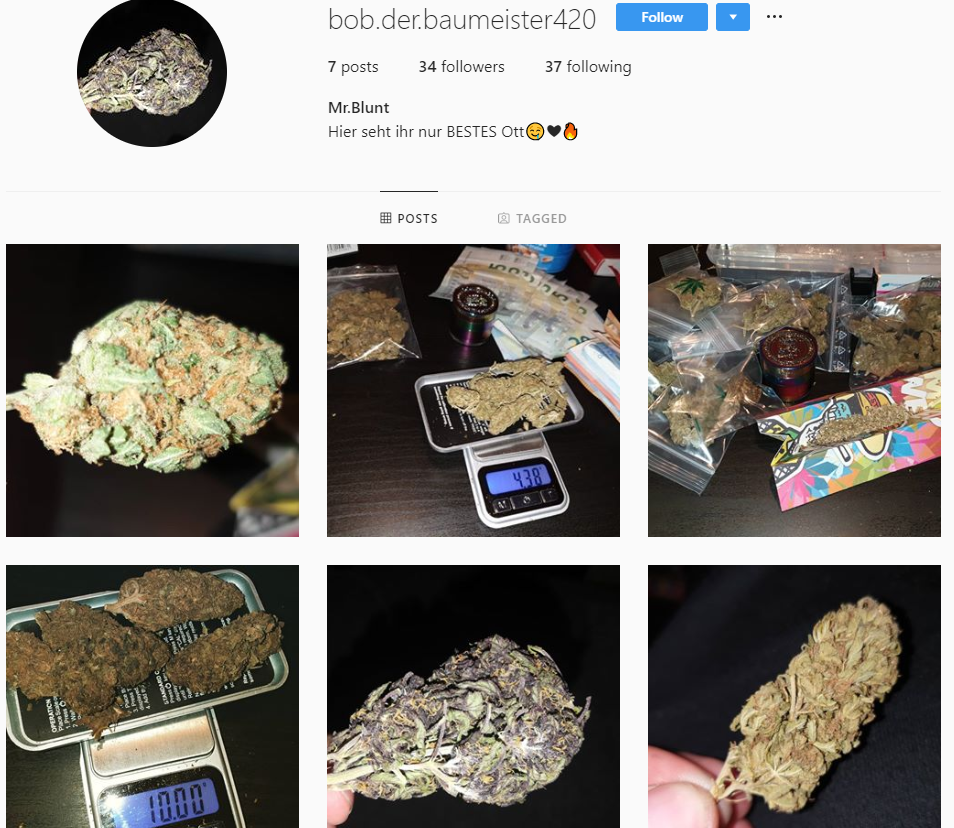 bob.der.baumeister420 Follow
7 posts 34 followers 37 following
Mr.Blunt
Hier seht ihr nur BESTES Ott😊🖤🔥
POSTS TAGGED
4.38
10.00